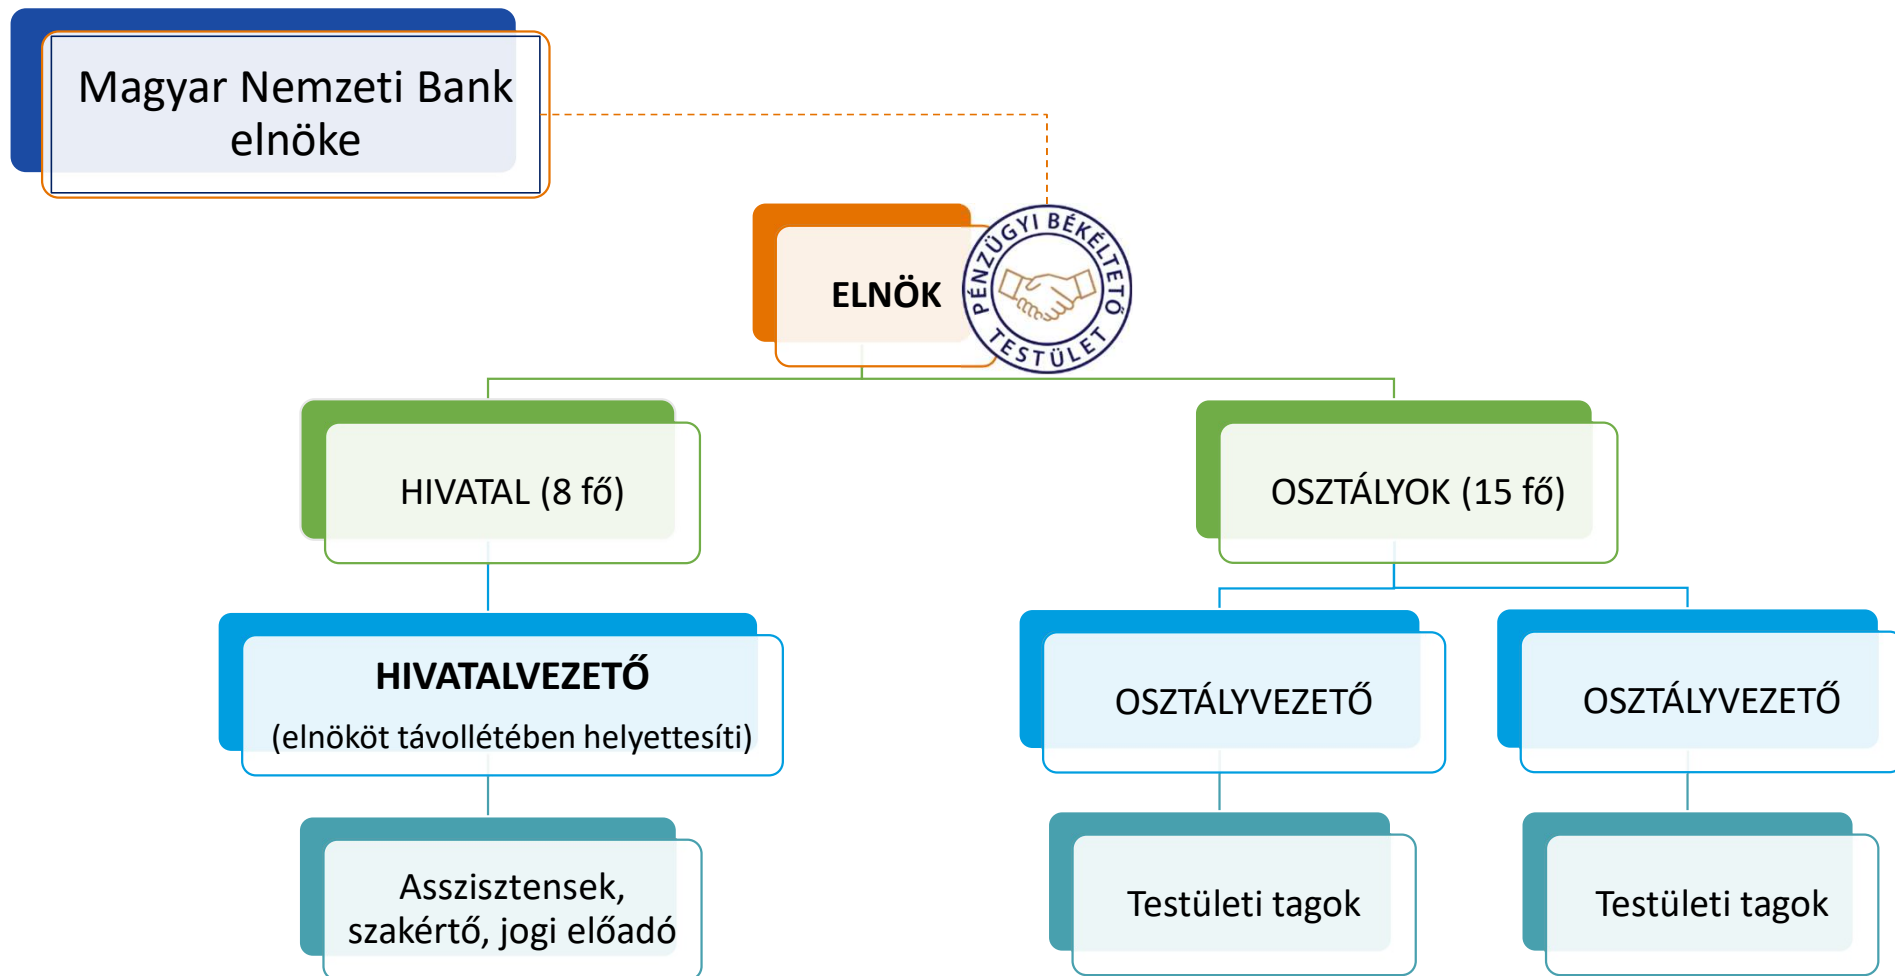 Magyar Nemzeti Bank
elnöke
ELNÖK
PÉNZÜGYI BÉKÉLTETŐ
TESTÜLET
HIVATAL (8 fő)
OSZTÁLYOK (15 fő)
HIVATALVEZETŐ
(elnököt távollétében helyettesíti)
OSZTÁLYVEZETŐ
OSZTÁLYVEZETŐ
Asszisztensek,
szakértő, jogi előadó
Testületi tagok
Testületi tagok